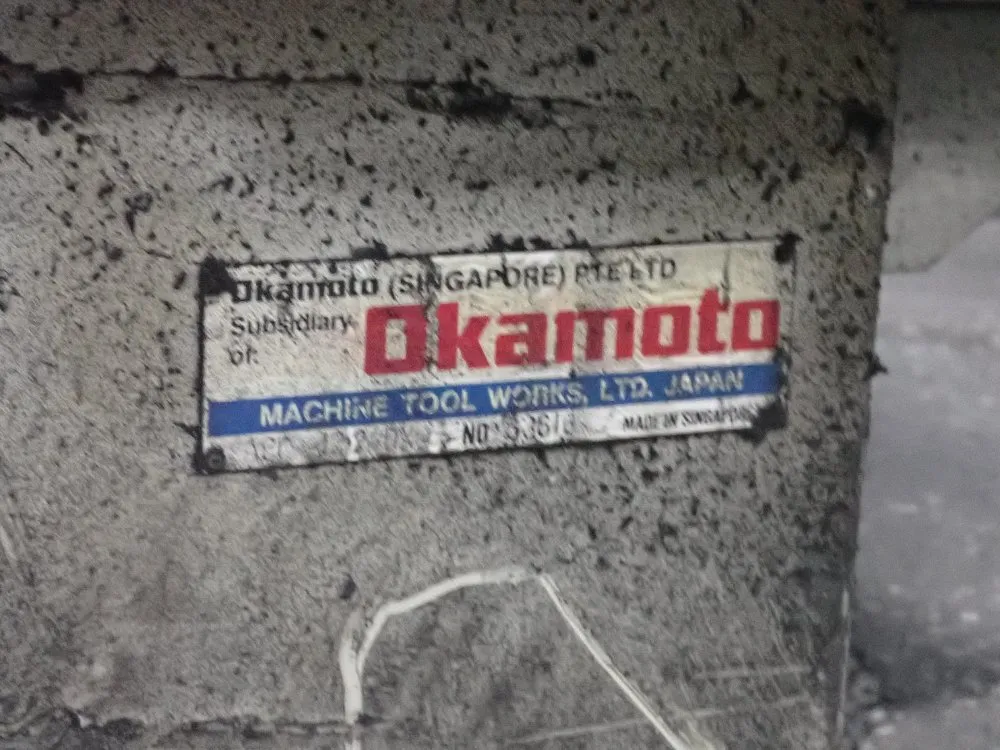 Okamoto (SINGAPORE) PTE LTD
Subsidiary of: Okamoto
MACHINE TOOL WORKS, LTD. JAPAN
NO MADE IN SINGAPORE